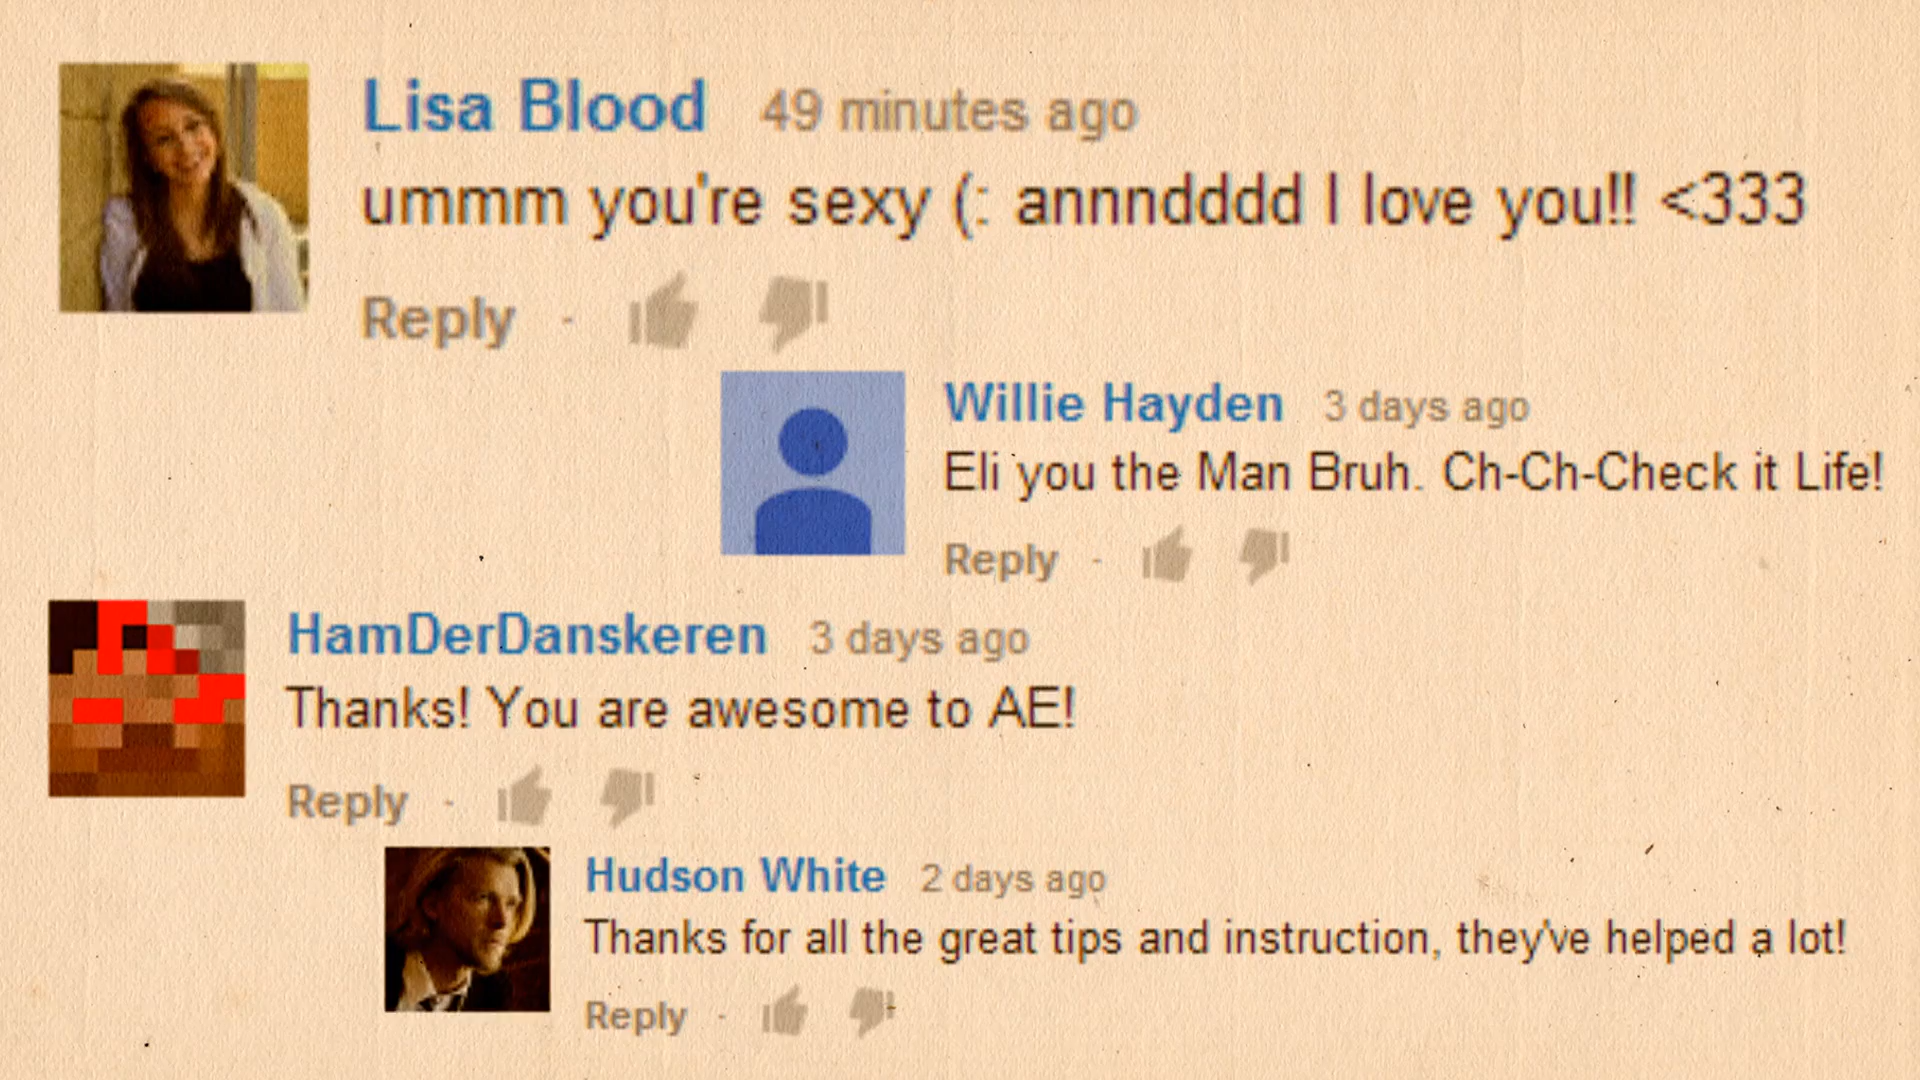 Lisa Blood 49 minutes ago
ummm you're sexy (: annndddd I love you!! <333
Reply -
Willie Hayden 3 days ago
Eli you the Man Bruh. Ch-Ch-Check it Life!
Reply -
HamDerDanskeren 3 days ago
Thanks! You are awesome to AE!
Reply -
Hudson White 2 days ago
Thanks for all the great tips and instruction, they've helped a lot!
Reply -